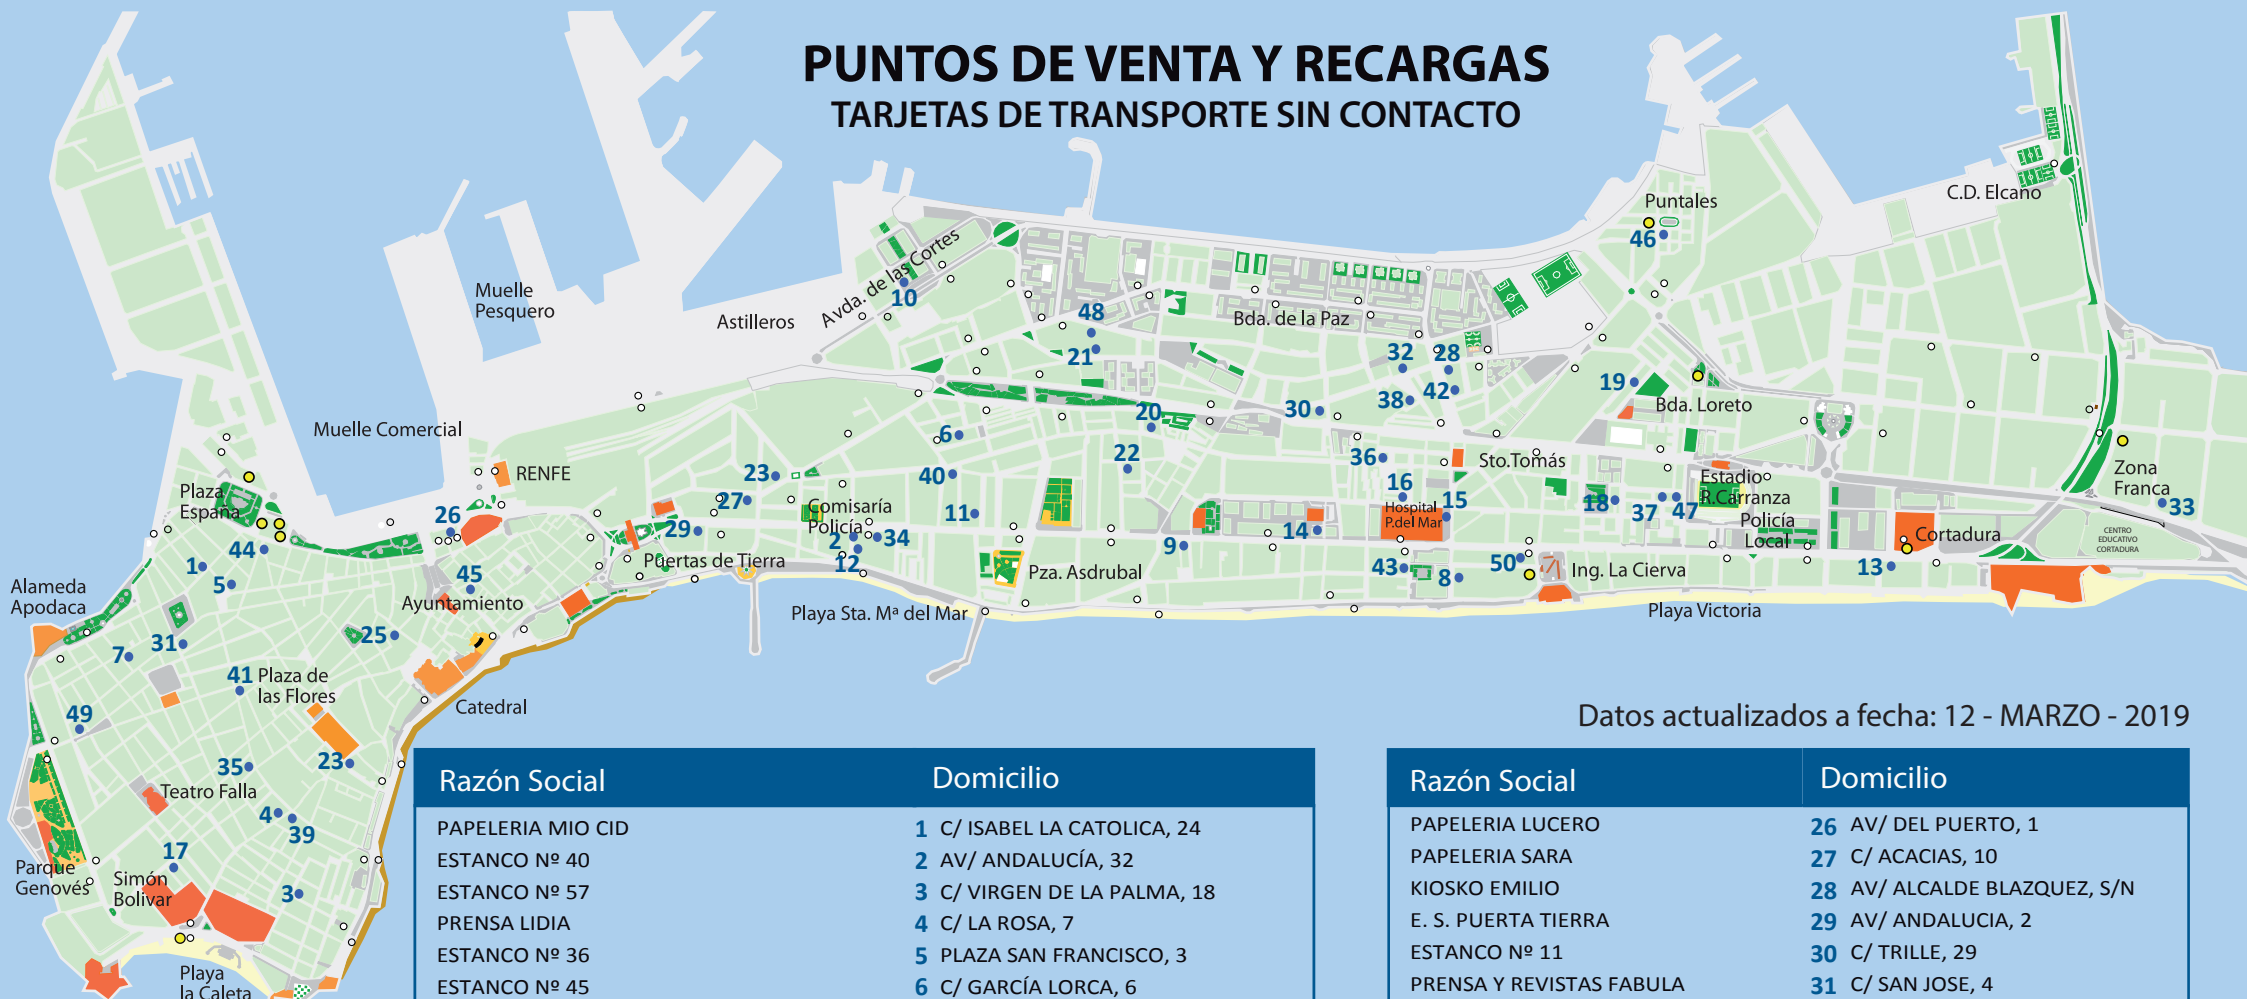 PUNTOS DE VENTA Y RECARGAS
TARJETAS DE TRANSPORTE SIN CONTACTO
C.D. Elcano
Puntales
46
Avda. de las Cortes
10
Muelle
Pesquero
Astilleros
48
21
Bda. de la Paz
32
28
42
38
30
19
Bda. Loreto
20
22
6
40
11
Muelle Comercial
RENFE
23
27
29
Comisaría
Policía
2
34
12
Puertas de Tierra
36
16
Hospital
P.del Mar
15
14
9
Sto.Tomás
18
37
47
Estadio
R.Carranza
Policía
Local
Zona
Franca
33
CENTRO
EDUCATIVO
CORTADURA
Cortadura
13
Plaza
España
26
44
1
5
45
Ayuntamiento
Alameda
Apodaca
7
31
25
41
Plaza de
las Flores
Catedral
49
35
23
Teatro Falla
4
39
17
3
Parque
Genovés
Simón
Bolivar
Playa
la Caleta
Pza. Asdrubal
Playa Sta. Mª del Mar
43
8
50
Ing. La Cierva
Playa Victoria
Datos actualizados a fecha: 12 - MARZO - 2019
Razón Social Domicilio
PAPELERIA MIO CID 1 C/ ISABEL LA CATOLICA, 24
ESTANCO Nº 40 2 AV/ ANDALUCÍA, 32
ESTANCO Nº 57 3 C/ VIRGEN DE LA PALMA, 18
PRENSA LIDIA 4 C/ LA ROSA, 7
ESTANCO Nº 36 5 PLAZA SAN FRANCISCO, 3
ESTANCO Nº 45 6 C/ GARCÍA LORCA, 6
Razón Social Domicilio
PAPELERIA LUCERO 26 AV/ DEL PUERTO, 1
PAPELERIA SARA 27 C/ ACACIAS, 10
KIOSKO EMILIO 28 AV/ ALCALDE BLAZQUEZ, S/N
E. S. PUERTA TIERRA 29 AV/ ANDALUCIA, 2
ESTANCO Nº 11 30 C/ TRILLE, 29
PRENSA Y REVISTAS FABULA 31 C/ SAN JOSE, 4